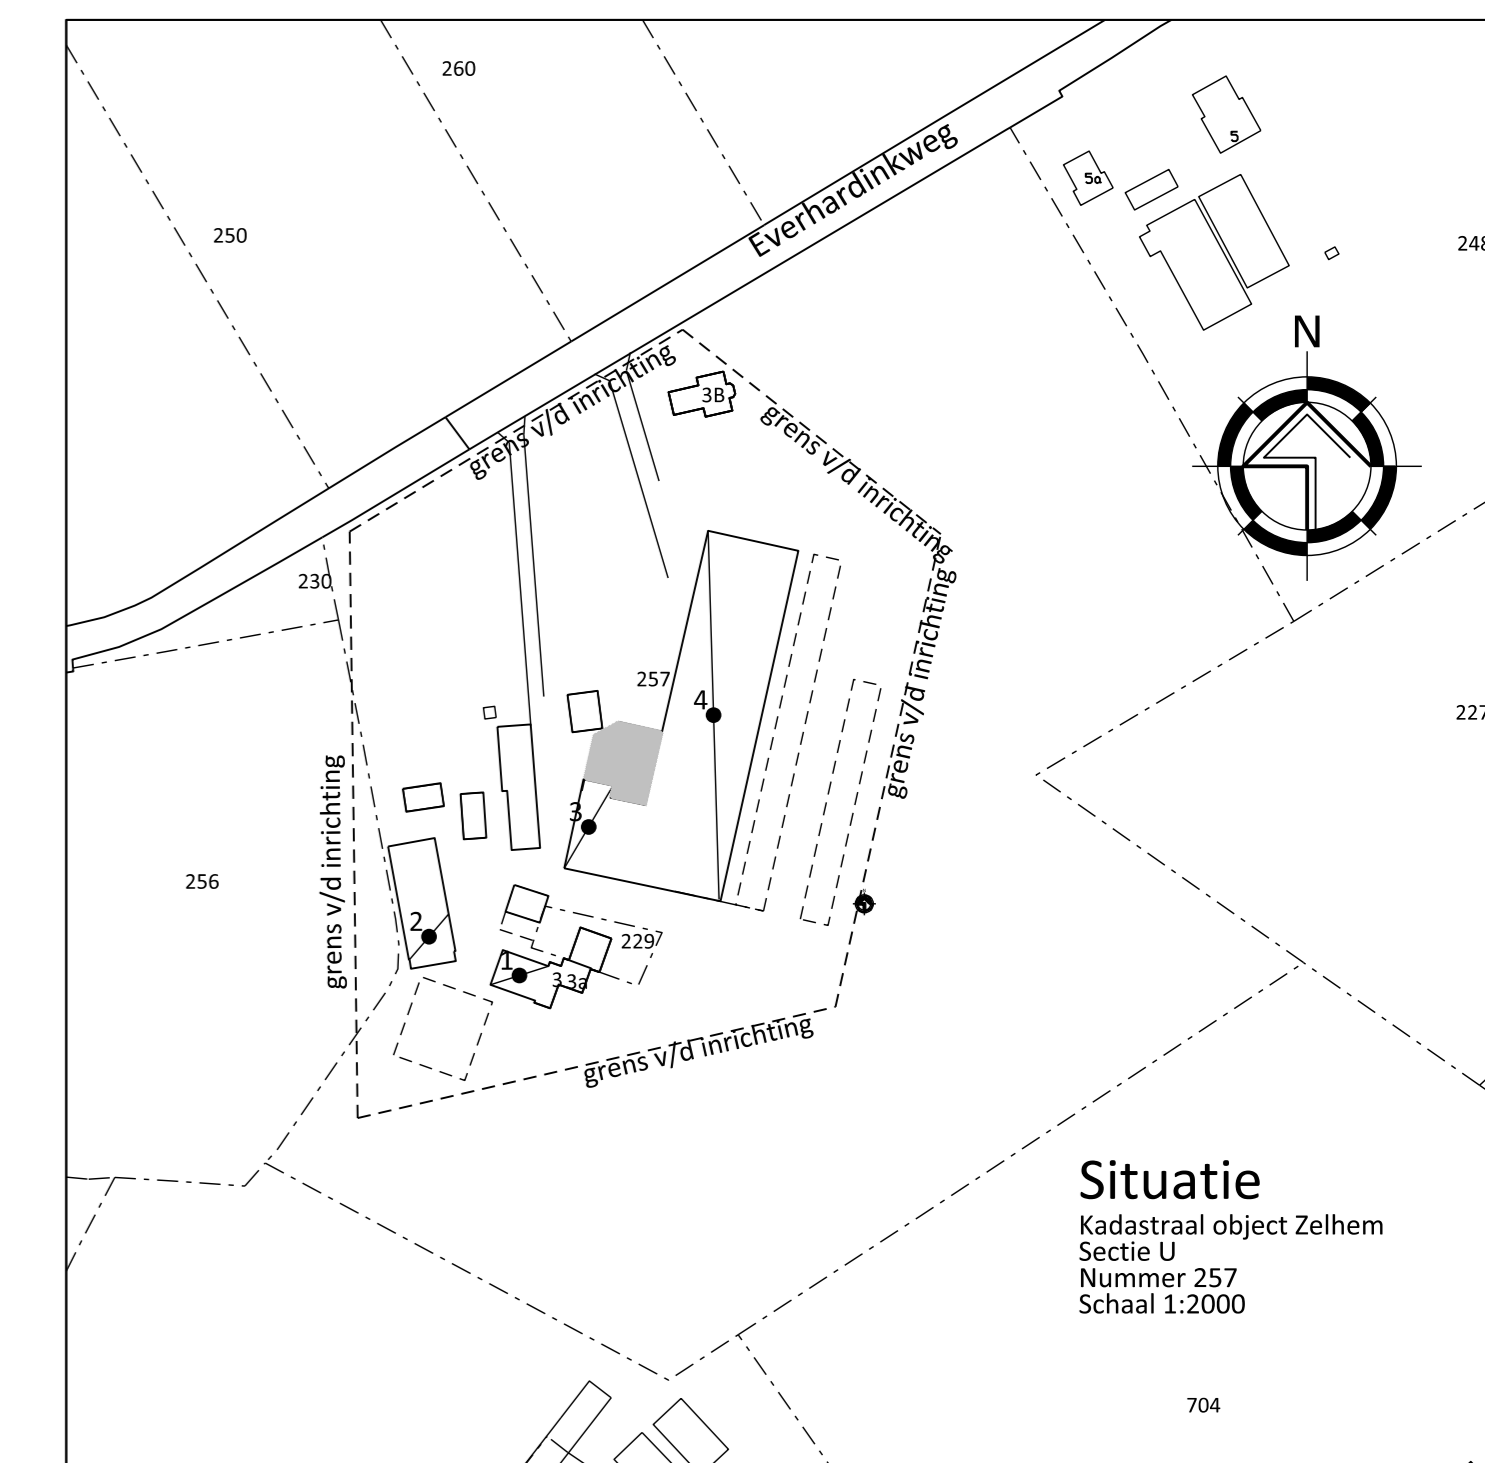 260
Everhardinkweg
5
5a
250
248
N
grens v/d inrichting
3B
grens v/d inrichting
230
grens v/d inrichting
257
4
227
3
grens v/d inrichting
256
2
229
1
3 3a
grens v/d inrichting
Situatie
Kadastraal object Zelhem
Sectie U
Nummer 257
Schaal 1:2000
704